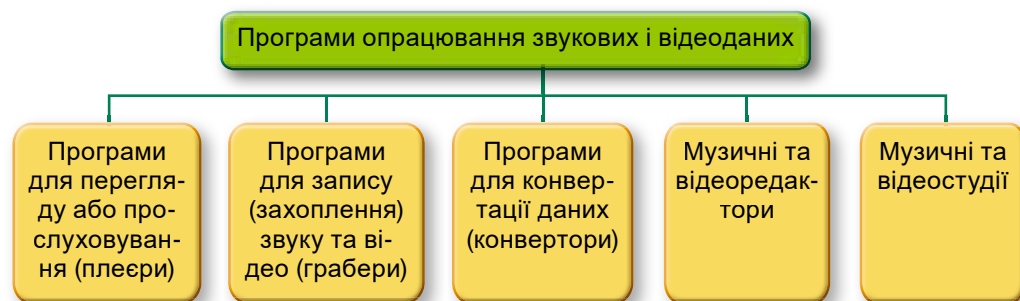 Програми опрацювання звукових і відеоданих
Програми
для перегля-
ду або про-
слуховуван-
ня (плеєри)
Програми
для запису
(захоплення)
звуку та ві-
део (грабери)
Програми
для конвер-
тації даних
(конвертори)
Музичні та
відеоредак-
тори
Музичні та
відеостудії